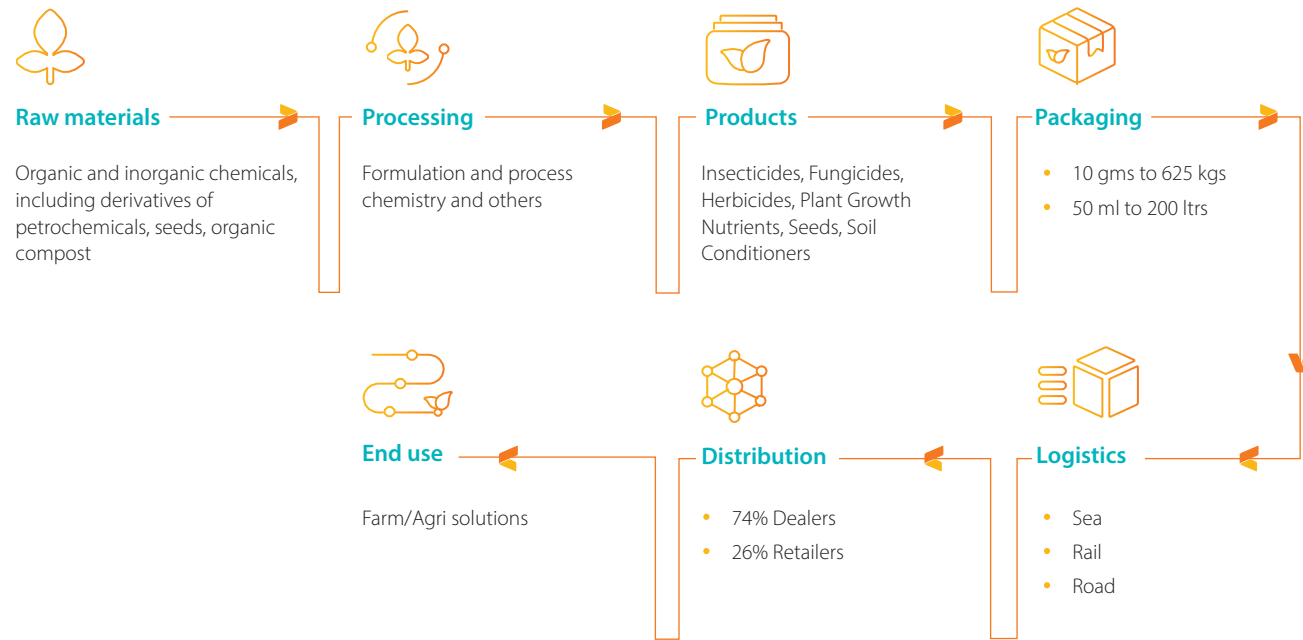 Raw materials
Organic and inorganic chemicals,
including derivatives of
petrochemicals, seeds, organic
compost
Processing
Formulation and process
chemistry and others
Products
Insecticides, Fungicides,
Herbicides, Plant Growth
Nutrients, Seeds, Soil
Conditioners
Packaging
• 10 gms to 625 kgs
• 50 ml to 200 ltrs
Logistics
• Sea
• Rail
• Road
Distribution
• 74% Dealers
• 26% Retailers
End use
Farm/Agri solutions